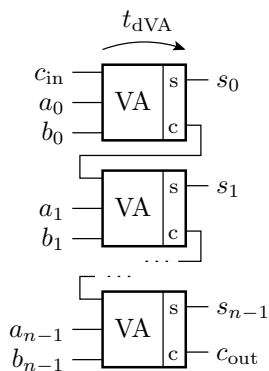 t_dVA
c_in
a_0
b_0
VA
s
c
s_0
a_1
b_1
VA
s
c
s_1
...
...
a_{n−1}
b_{n−1}
VA
s
c
s_{n−1}
c_out